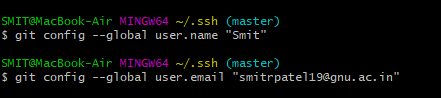 SMIT@MacBook-Air MINGW64 ~/.ssh (master)
$ git config --global user.name "Smit"
SMIT@MacBook-Air MINGW64 ~/.ssh (master)
$ git config --global user.email "smitrpatel19@gnu.ac.in"